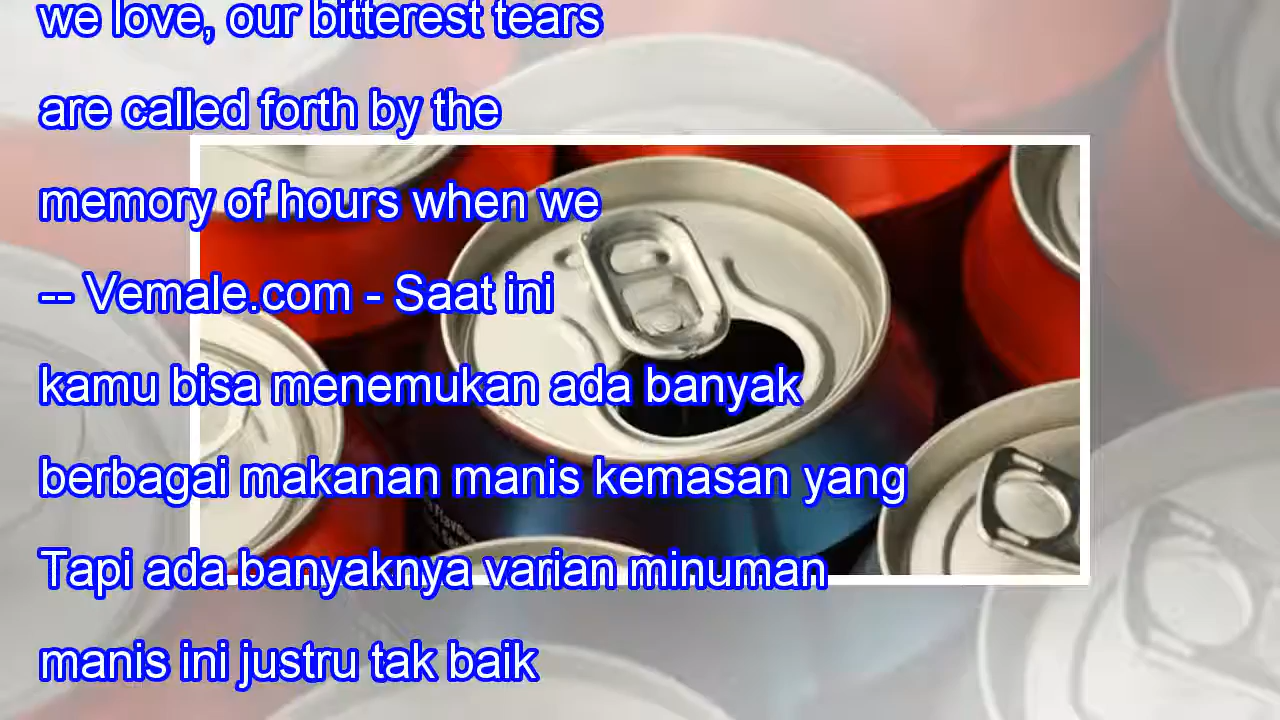 we love, our bitterest tears
are called forth by the
memory of hours when we
-- Vemale.com - Saat ini
kamu bisa menemukan ada banyak
berbagai makanan manis kemasan yang
Tapi ada banyaknya varian minuman
manis ini justru tak baik